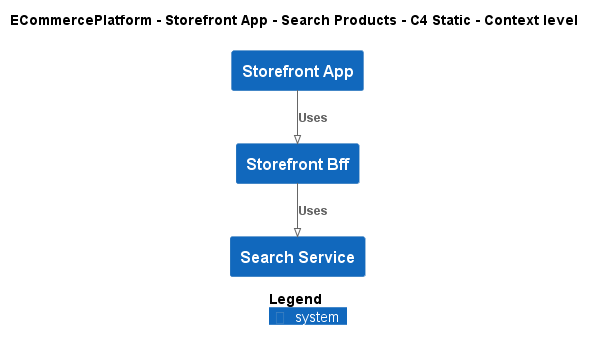 ECommercePlatform - Storefront App - Search Products - C4 Static - Context level
Storefront App
Uses
Storefront Bff
Uses
Search Service
Legend
system